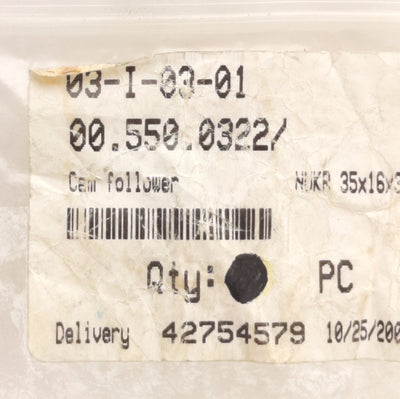 03-I-03-01
00.550.0322/
Cam follower NUKR 35x16x3
Qty: PC
Delivery 42754579 10/25/200